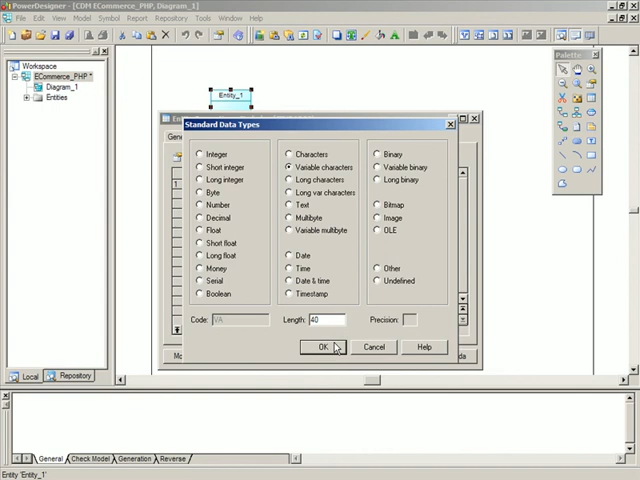 PowerDesigner - [CDM ECommerce_PHP, Diagram_1]
File Edit View Model Symbol Report Repository Tools Window Help
Workspace
ECommerce_PHP *
Diagram_1
Entities
Entity_1
Palette
Standard Data Types
Integer
Short integer
Long integer
Byte
Number
Decimal
Float
Short float
Long float
Money
Serial
Boolean
Characters
Variable characters
Long characters
Long var characters
Text
Multibyte
Variable multibyte
Date
Time
Date & time
Timestamp
Binary
Variable binary
Long binary
Bitmap
Image
OLE
Other
Undefined
1
Code: VA Length: 40 Precision:
OK Cancel Help
Local Repository
General Check Model Generation Reverse
Entity 'Entity_1'